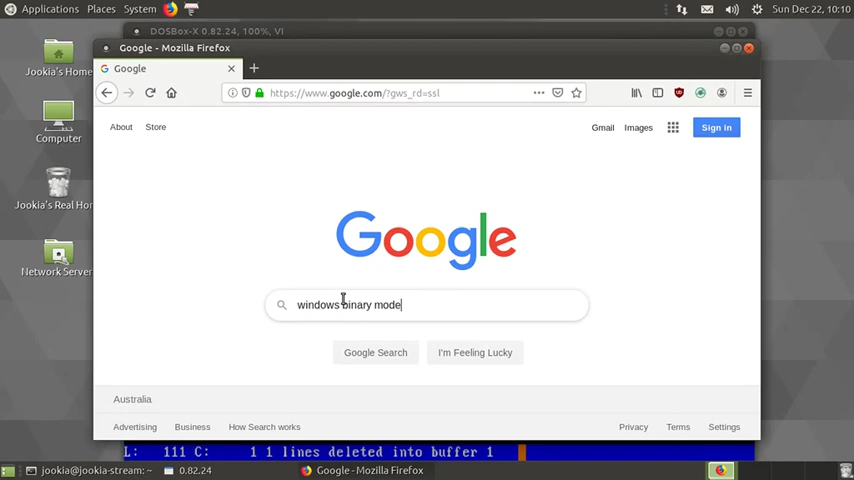 Applications Places System Sun Dec 22, 10:10
DOSBox-X 0.82.24, 100%, VI
Google - Mozilla Firefox
Google
https://www.google.com/?gws_rd=ssl
Jookia's Home
About Store Gmail Images Sign in
Computer
Jookia's Real Ho
Google
Network Server
windows binary mode
Google Search I'm Feeling Lucky
Australia
Advertising Business How Search works Privacy Terms Settings
L: 111 C: 1 1 lines deleted into buffer 1
jookia@jookia-stream: ~ 0.82.24 Google - Mozilla Firefox